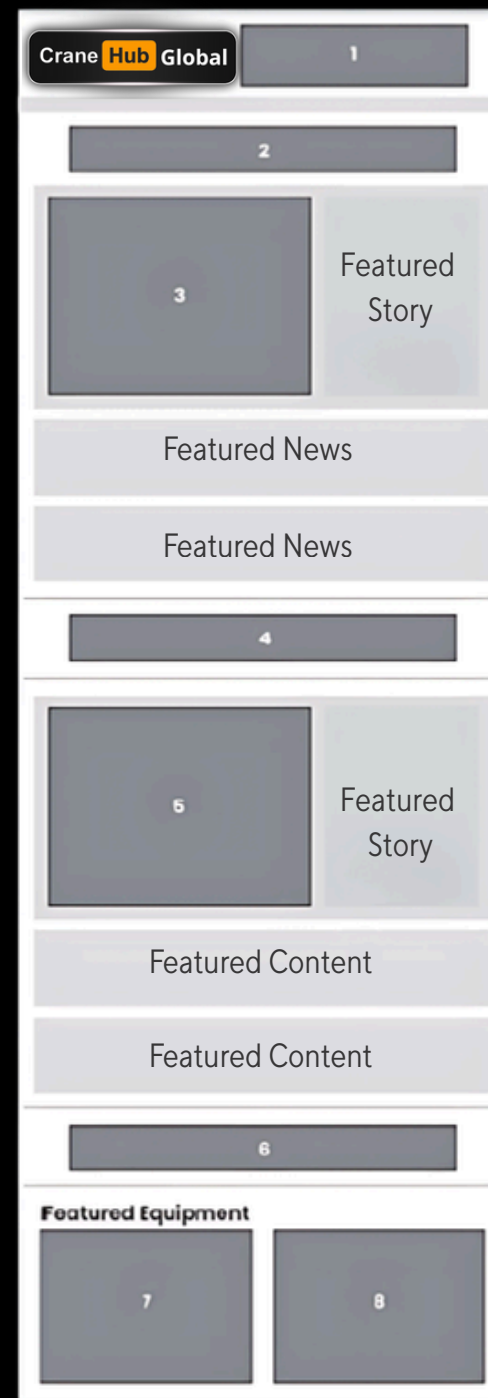 Crane Hub Global
1
2
3
Featured
Story
Featured News
Featured News
4
5
Featured
Story
Featured Content
Featured Content
6
Featured Equipment
7
8